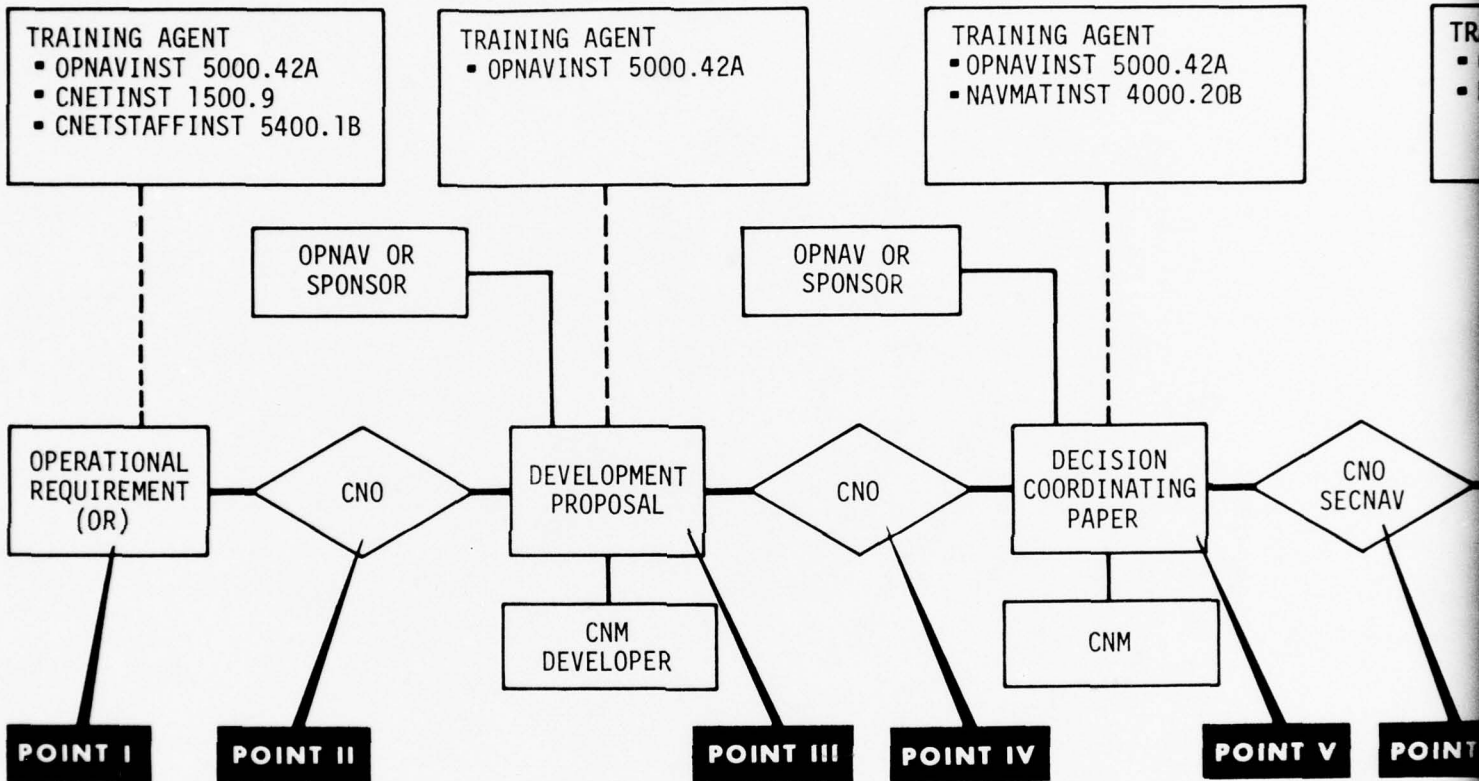 TRAINING AGENT
▪ OPNAVINST 5000.42A
▪ CNETINST 1500.9
▪ CNETSTAFFINST 5400.1B
TRAINING AGENT
▪ OPNAVINST 5000.42A
TRAINING AGENT
▪ OPNAVINST 5000.42A
▪ NAVMATINST 4000.20B
TR
OPNAV OR
SPONSOR
OPNAV OR
SPONSOR
OPERATIONAL
REQUIREMENT
(OR)
CNO
DEVELOPMENT
PROPOSAL
CNO
DECISION
COORDINATING
PAPER
CNO
SECNAV
CNM
DEVELOPER
CNM
POINT I
POINT II
POINT III
POINT IV
POINT V
POINT